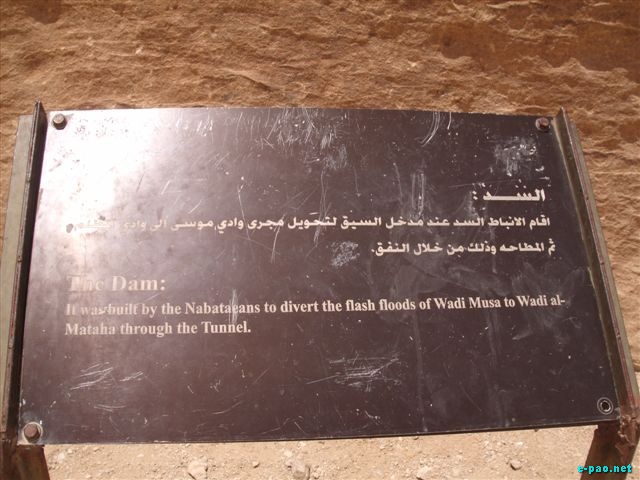 السد :
اقام الانباط السد عند مدخل السيق لتحويل مجرى وادي موسى الى وادي
ثم المطاحه وذلك من خلال النفق.
The Dam:
It was built by the Nabataeans to divert the flash floods of Wadi Musa to Wadi al-
Mataha through the Tunnel.
e-pao.net